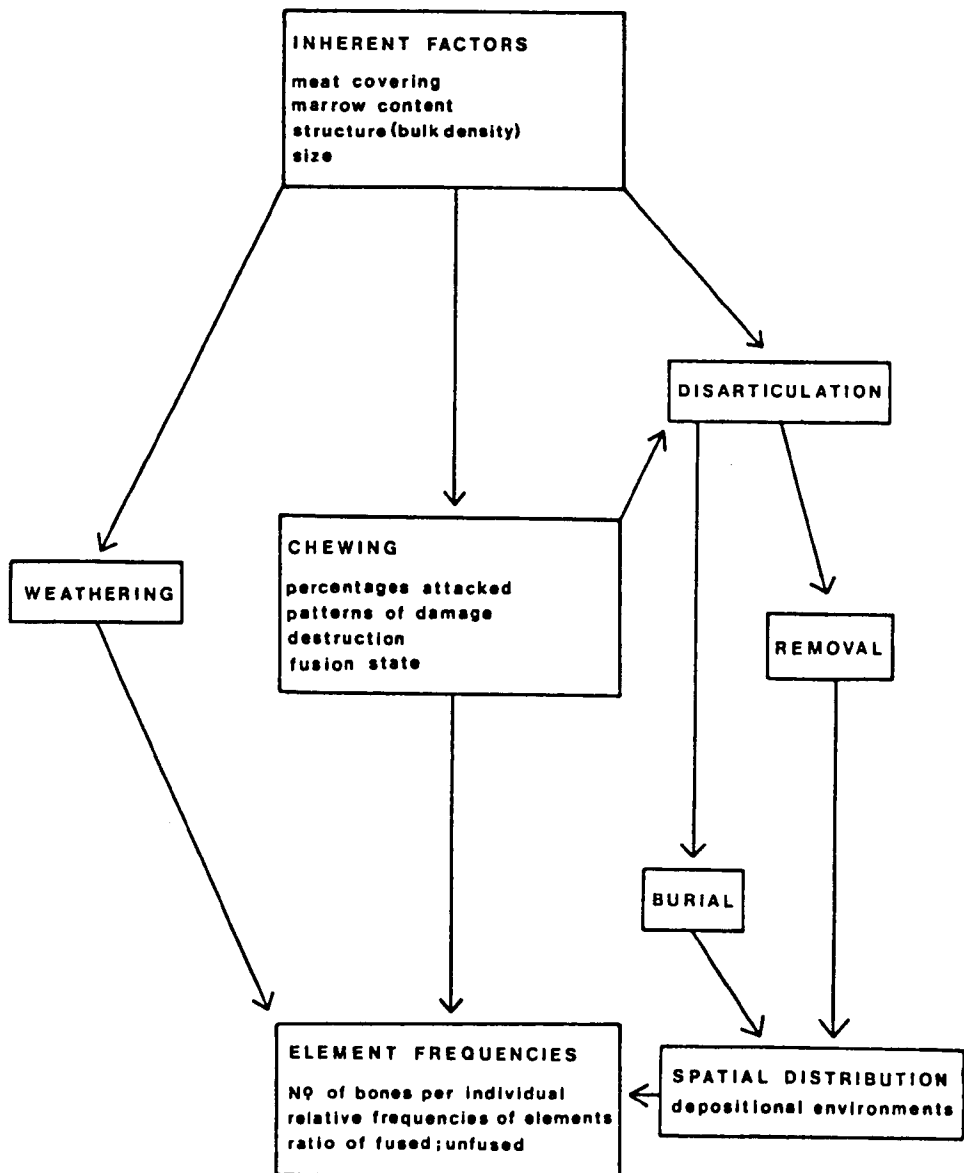 INHERENT FACTORS
meat covering
marrow content
structure (bulk density)
size
DISARTICULATION
CHEWING
percentages attacked
patterns of damage
destruction
fusion state
WEATHERING
REMOVAL
BURIAL
ELEMENT FREQUENCIES
Nº of bones per individual
relative frequencies of elements
ratio of fused;unfused
SPATIAL DISTRIBUTION
depositional environments